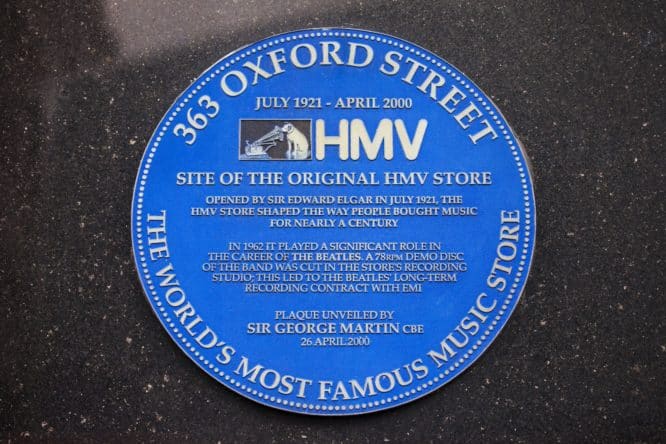 363 OXFORD STREET
JULY 1921 - APRIL 2000
HMV
SITE OF THE ORIGINAL HMV STORE
OPENED BY SIR EDWARD ELGAR IN JULY 1921, THE
HMV STORE SHAPED THE WAY PEOPLE BOUGHT MUSIC
FOR NEARLY A CENTURY
IN 1962 IT PLAYED A SIGNIFICANT ROLE IN
THE CAREER OF THE BEATLES. A 78RPM DEMO DISC
OF THE BAND WAS CUT IN THE STORE'S RECORDING
STUDIO; THIS LED TO THE BEATLES' LONG-TERM
RECORDING CONTRACT WITH EMI
PLAQUE UNVEILED BY
SIR GEORGE MARTIN CBE
26 APRIL 2000
THE WORLD'S MOST FAMOUS MUSIC STORE